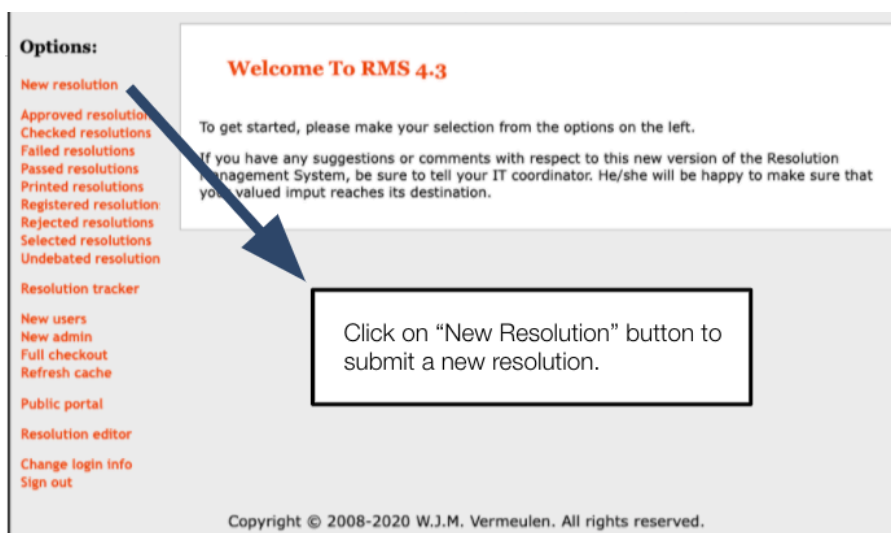 Options:
New resolution
Approved resolution
Checked resolutions
Failed resolutions
Passed resolutions
Printed resolutions
Registered resolution
Rejected resolutions
Selected resolutions
Undebated resolution
Resolution tracker
New users
New admin
Full checkout
Refresh cache
Public portal
Resolution editor
Change login info
Sign out
Welcome To RMS 4.3
To get started, please make your selection from the options on the left.
If you have any suggestions or comments with respect to this new version of the Resolution
Management System, be sure to tell your IT coordinator. He/she will be happy to make sure that
your valued imput reaches its destination.
Click on “New Resolution” button to
submit a new resolution.
Copyright © 2008-2020 W.J.M. Vermeulen. All rights reserved.